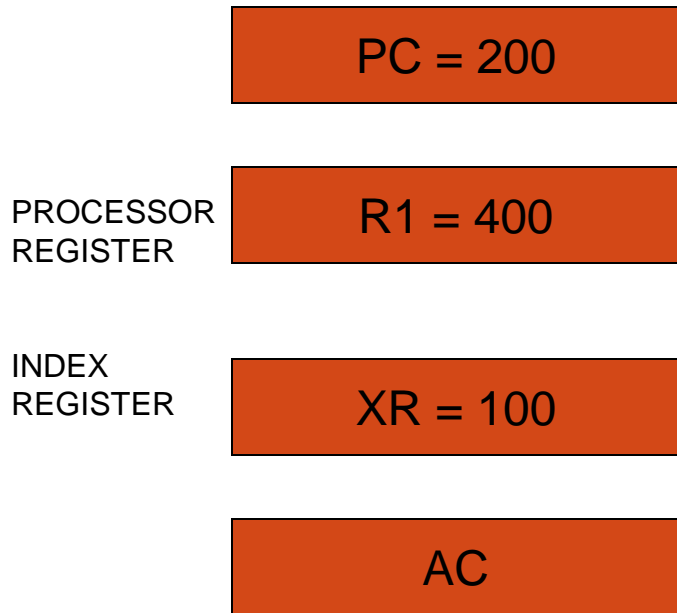 PC = 200
PROCESSOR
REGISTER
R1 = 400
INDEX
REGISTER
XR = 100
AC